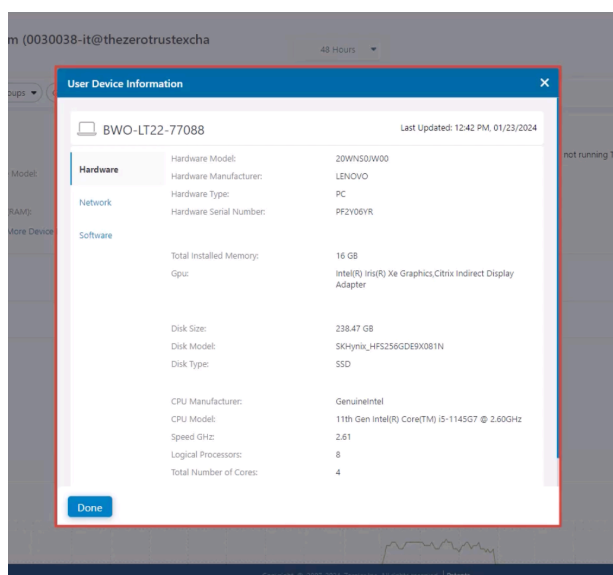 m (0030038-it@thezerotrustexcha
48 Hours
oups
User Device Information
BWO-LT22-77088
Last Updated: 12:42 PM, 01/23/2024
not running
Model:
Hardware
Hardware Model: 20WNS0JW00
Hardware Manufacturer: LENOVO
Hardware Type: PC
Network
Hardware Serial Number: PF2Y06YR
(RAM):
More Device
Software
Total Installed Memory: 16 GB
Gpu: Intel(R) Iris(R) Xe Graphics,Citrix Indirect Display
Adapter
Disk Size: 238.47 GB
Disk Model: SKHynix_HFS256GDE9X081N
Disk Type: SSD
CPU Manufacturer: GenuineIntel
CPU Model: 11th Gen Intel(R) Core(TM) i5-1145G7 @ 2.60GHz
Speed GHz: 2.61
Logical Processors: 8
Total Number of Cores: 4
Done